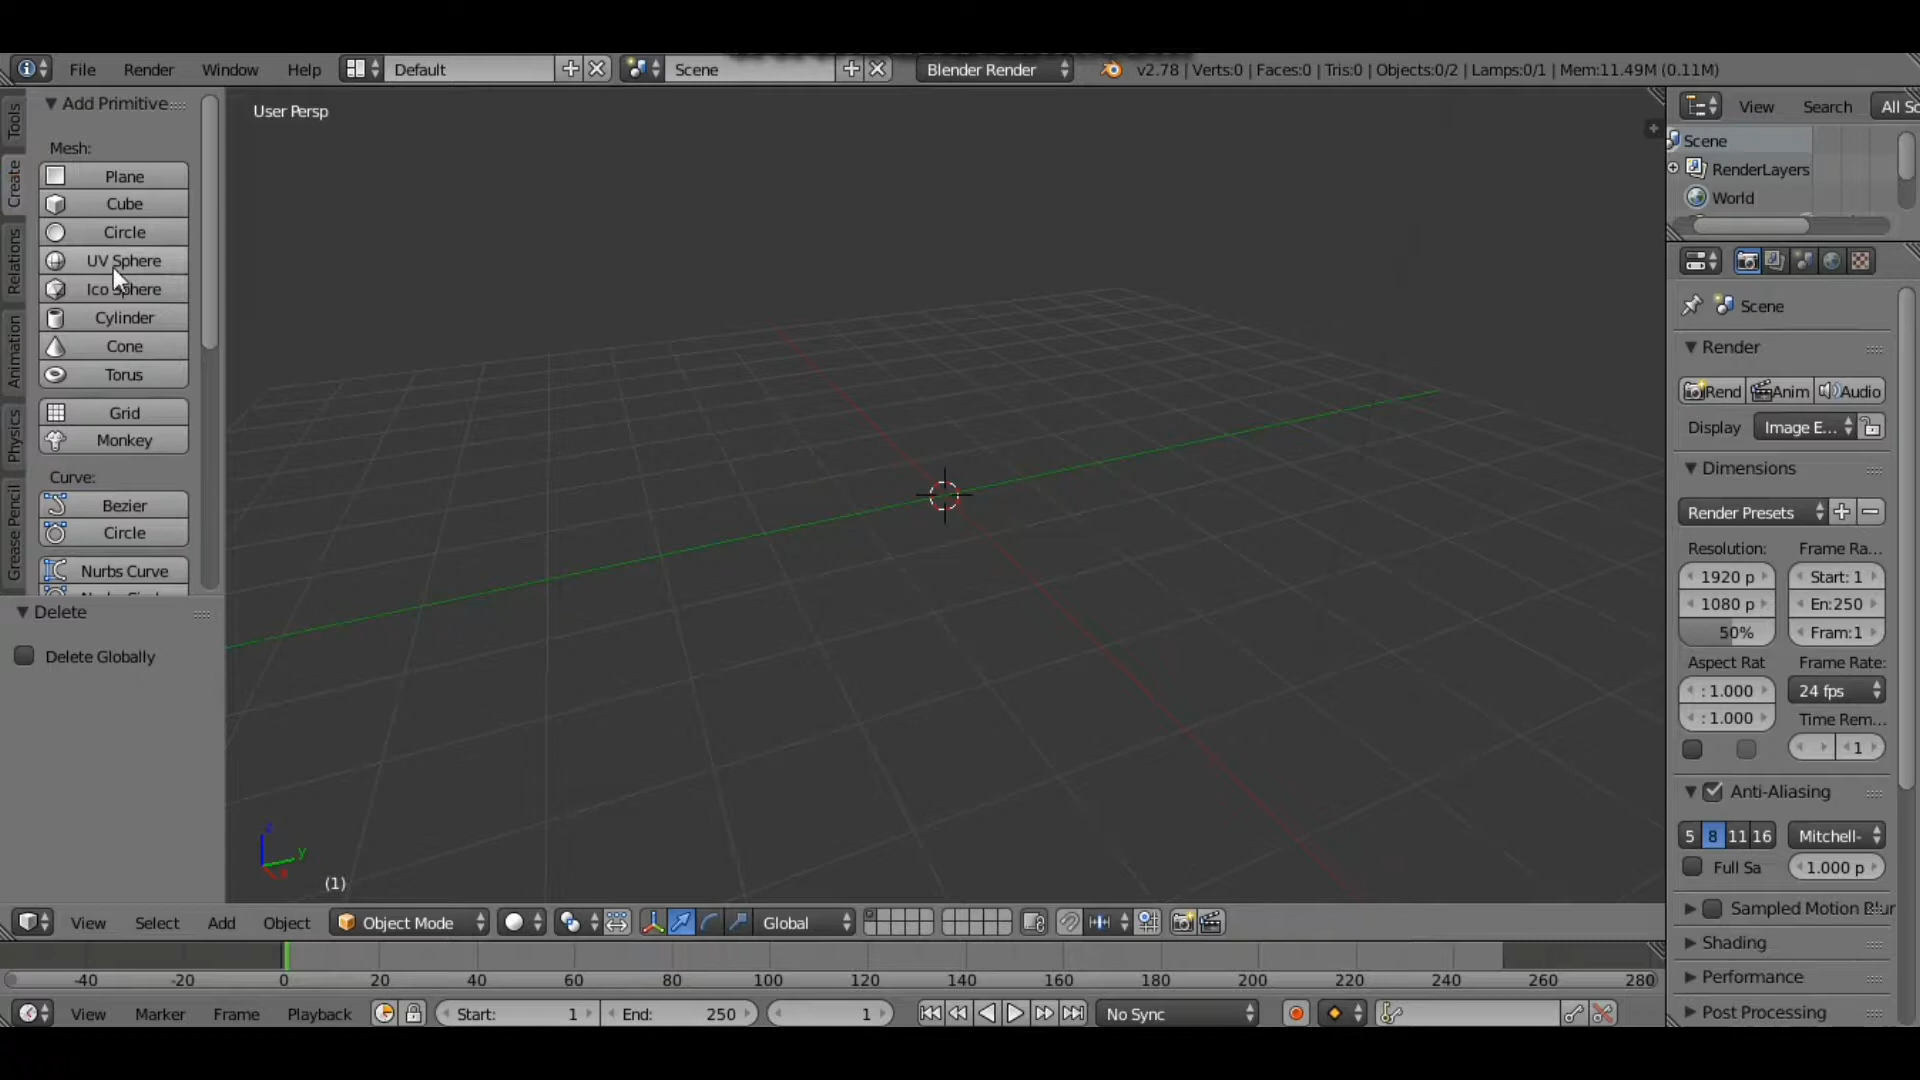 File Render Window Help Default Scene Blender Render v2.78 | Verts:0 | Faces:0 | Tris:0 | Objects:0/2 | Lamps:0/1 | Mem:11.49M (0.11M)
Tools
Create
Relations
Animation
Physics
Grease Pencil
Add Primitive
Mesh:
Plane
Cube
Circle
UV Sphere
Ico Sphere
Cylinder
Cone
Torus
Grid
Monkey
Curve:
Bezier
Circle
Nurbs Curve
Delete
Delete Globally
User Persp
z
y
x
(1)
View Search All Sc
Scene
RenderLayers
World
Scene
Render
Rend Anim Audio
Display Image E...
Dimensions
Render Presets
Resolution: Frame Ra...
1920 p Start: 1
1080 p En:250
50% Fram:1
Aspect Rat Frame Rate:
: 1.000 24 fps
: 1.000 Time Rem...
1
Anti-Aliasing
5 8 11 16 Mitchell-
Full Sa 1.000 p
Sampled Motion Blur
Shading
Performance
Post Processing
View Select Add Object Object Mode Global
-40 -20 0 20 40 60 80 100 120 140 160 180 200 220 240 260 280
View Marker Frame Playback Start: 1 End: 250 1 No Sync